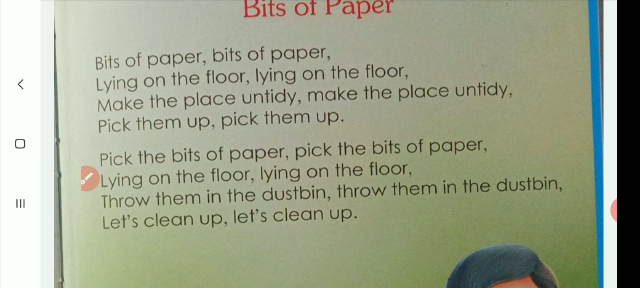 Bits of Paper
Bits of paper, bits of paper,
Lying on the floor, lying on the floor,
Make the place untidy, make the place untidy,
Pick them up, pick them up.
Pick the bits of paper, pick the bits of paper,
Lying on the floor, lying on the floor,
Throw them in the dustbin, throw them in the dustbin,
Let's clean up, let's clean up.